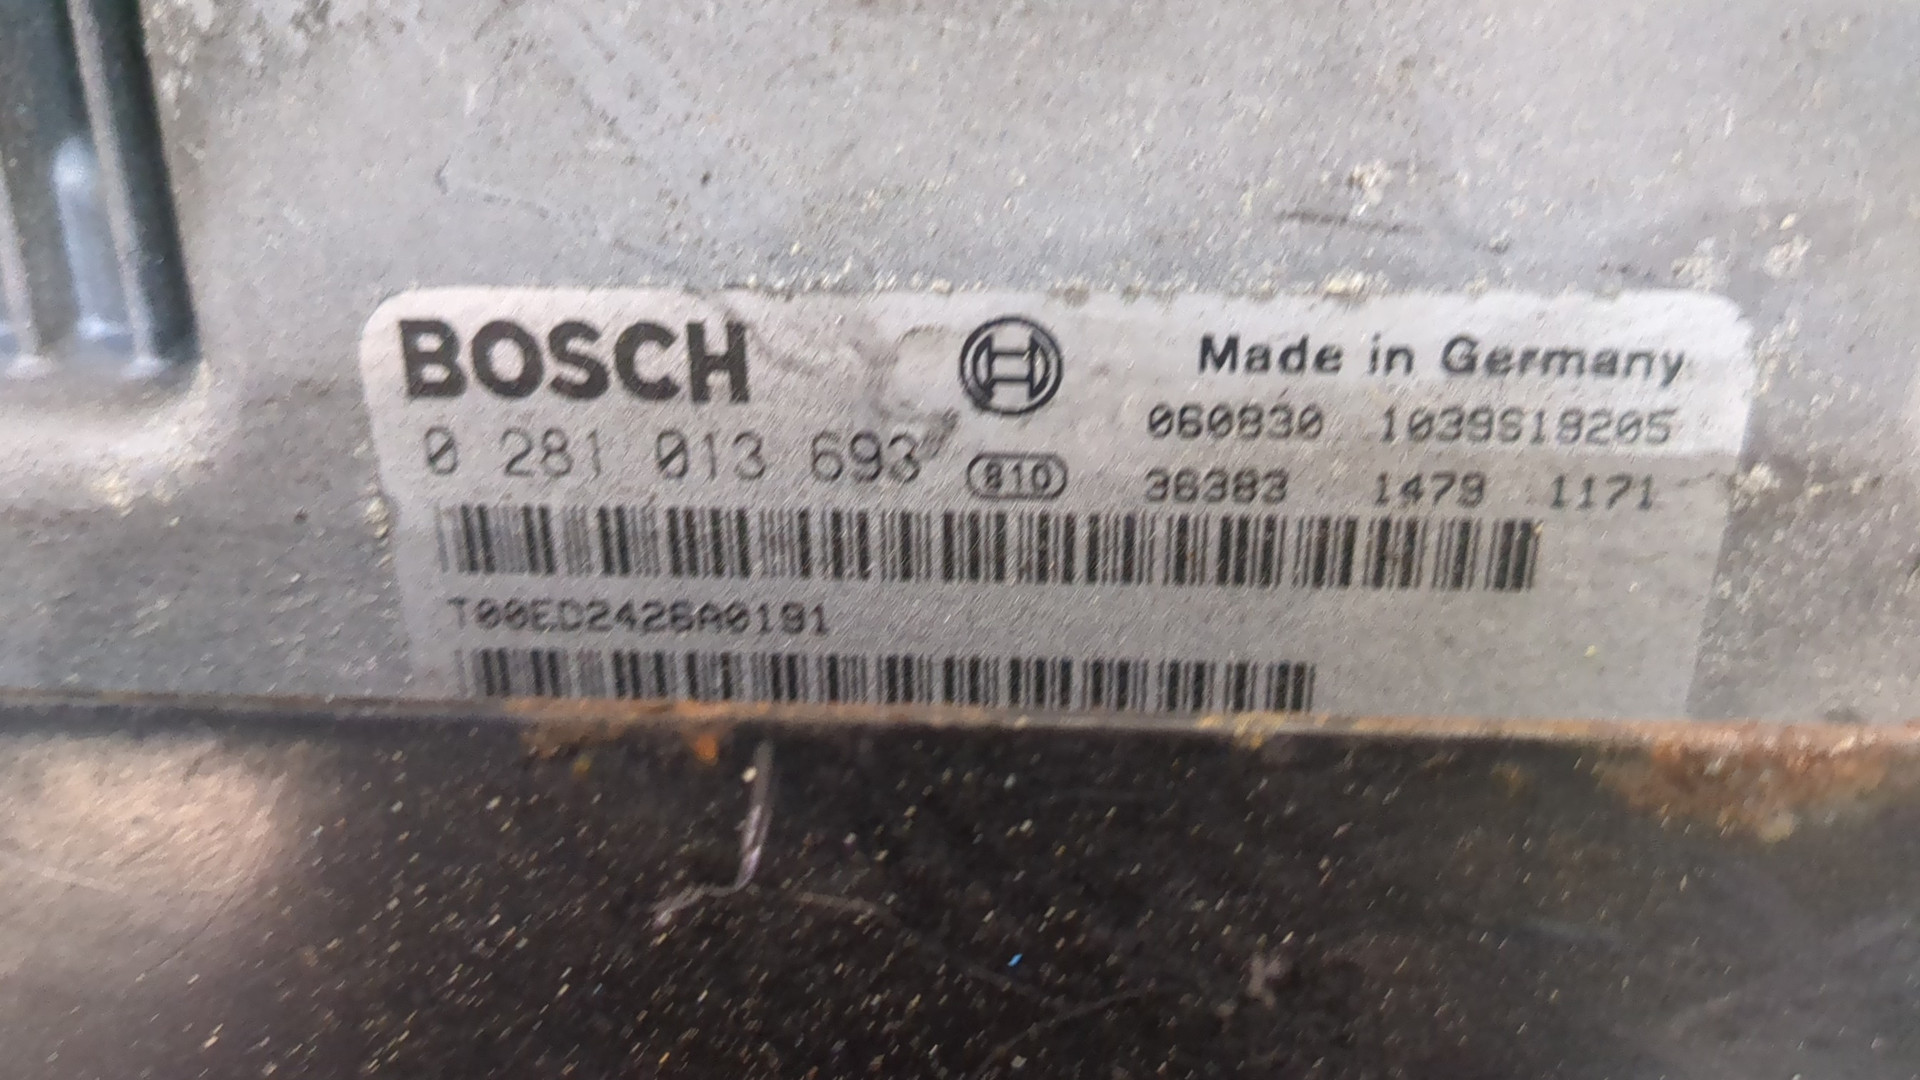 BOSCH
Made in Germany
060830 1039S18205
0 281 013 693
810
36383 1479 1171
T00ED2426A0191